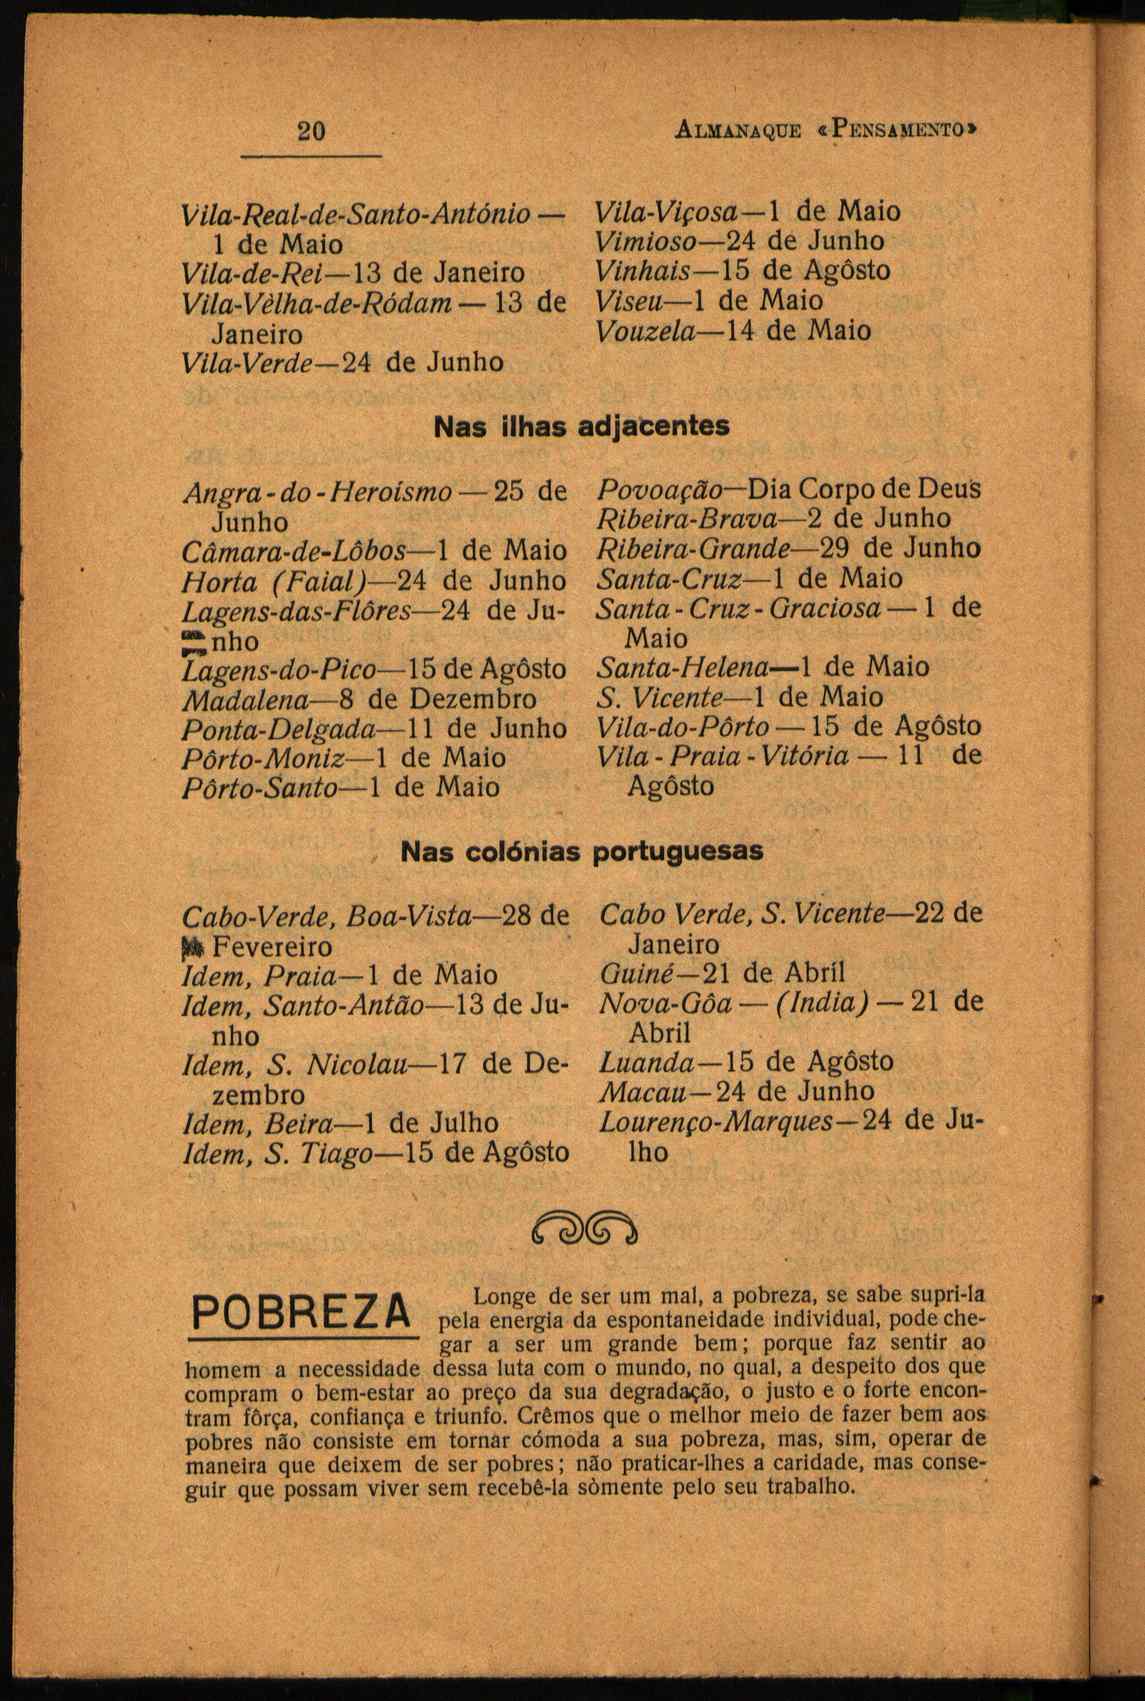 20
ALMANAQUE «PENSAMENTO»
Vila-Real-de-Santo-António —
1 de Maio
Vila-de-Rei—13 de Janeiro
Vila-Vèlha-de-Ródam — 13 de
Janeiro
Vila-Verde—24 de Junho
Vila-Viçosa—1 de Maio
Vimioso—24 de Junho
Vinhais—15 de Agôsto
Viseu—1 de Maio
Vouzela—14 de Maio
Nas ilhas adjacentes
Angra-do-Heroísmo — 25 de
Junho
Câmara-de-Lôbos—1 de Maio
Horta (Faial)—24 de Junho
Lagens-das-Flôres—24 de Ju-
nho
Lagens-do-Pico—15 de Agôsto
Madalena—8 de Dezembro
Ponta-Delgada—11 de Junho
Pôrto-Moniz—1 de Maio
Pôrto-Santo—1 de Maio
Povoação—Dia Corpo de Deus
Ribeira-Brava—2 de Junho
Ribeira-Grande—29 de Junho
Santa-Cruz—1 de Maio
Santa-Cruz-Graciosa — 1 de
Maio
Santa-Helena—1 de Maio
S. Vicente—1 de Maio
Vila-do-Pôrto — 15 de Agôsto
Vila-Praia-Vitória — 11 de
Agôsto
Nas colónias portuguesas
Cabo-Verde, Boa-Vista—28 de
Fevereiro
Idem, Praia—1 de Maio
Idem, Santo-Antão—13 de Ju-
nho
Idem, S. Nicolau—17 de De-
zembro
Idem, Beira—1 de Julho
Idem, S. Tiago—15 de Agôsto
Cabo Verde, S. Vicente—22 de
Janeiro
Guiné—21 de Abril
Nova-Gôa — (India) — 21 de
Abril
Luanda—15 de Agôsto
Macau—24 de Junho
Lourenço-Marques—24 de Ju-
lho
POBREZA
Longe de ser um mal, a pobreza, se sabe supri-la
pela energia da espontaneidade individual, pode che-
gar a ser um grande bem; porque faz sentir ao
homem a necessidade dessa luta com o mundo, no qual, a despeito dos que
compram o bem-estar ao preço da sua degradação, o justo e o forte encon-
tram fôrça, confiança e triunfo. Crêmos que o melhor meio de fazer bem aos
pobres não consiste em tornar cómoda a sua pobreza, mas, sim, operar de
maneira que deixem de ser pobres; não praticar-lhes a caridade, mas conse-
guir que possam viver sem recebê-la sòmente pelo seu trabalho.